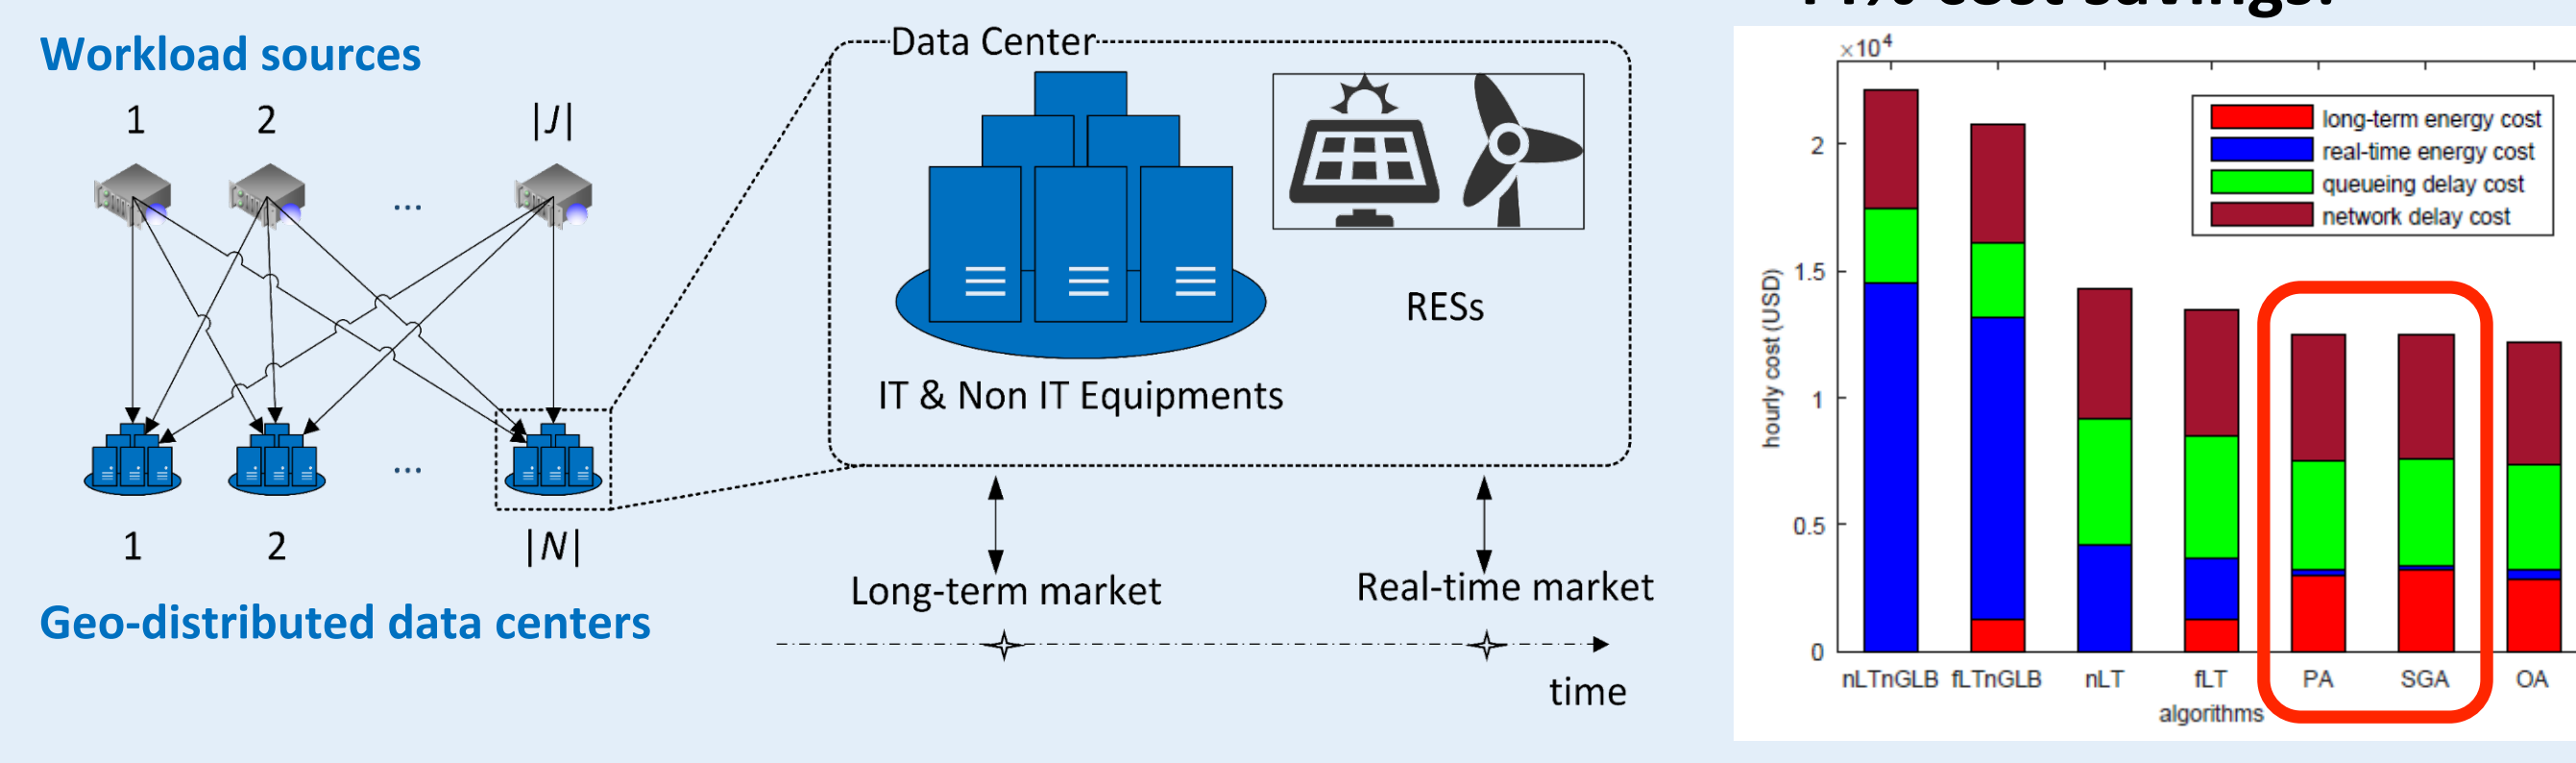 Workload sources
1 2 ... |J|
1 2 ... |N|
Geo-distributed data centers
Data Center
IT & Non IT Equipments
RESs
Long-term market
Real-time market
time
cost savings!
×10⁴
2
1.5
1
0.5
0
hourly cost (USD)
long-term energy cost
real-time energy cost
queueing delay cost
network delay cost
nLTnGLB fLTnGLB nLT fLT PA SGA OA
algorithms